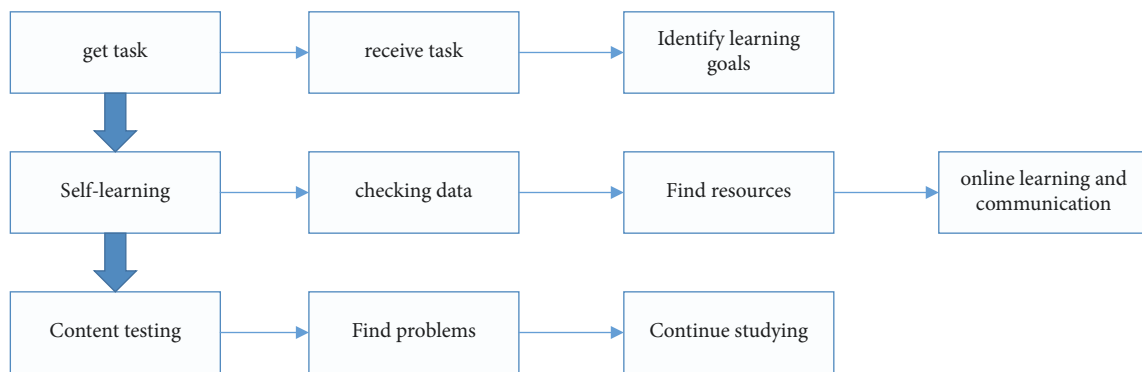 get task
receive task
Identify learning
goals
Self-learning
checking data
Find resources
online learning and
communication
Content testing
Find problems
Continue studying